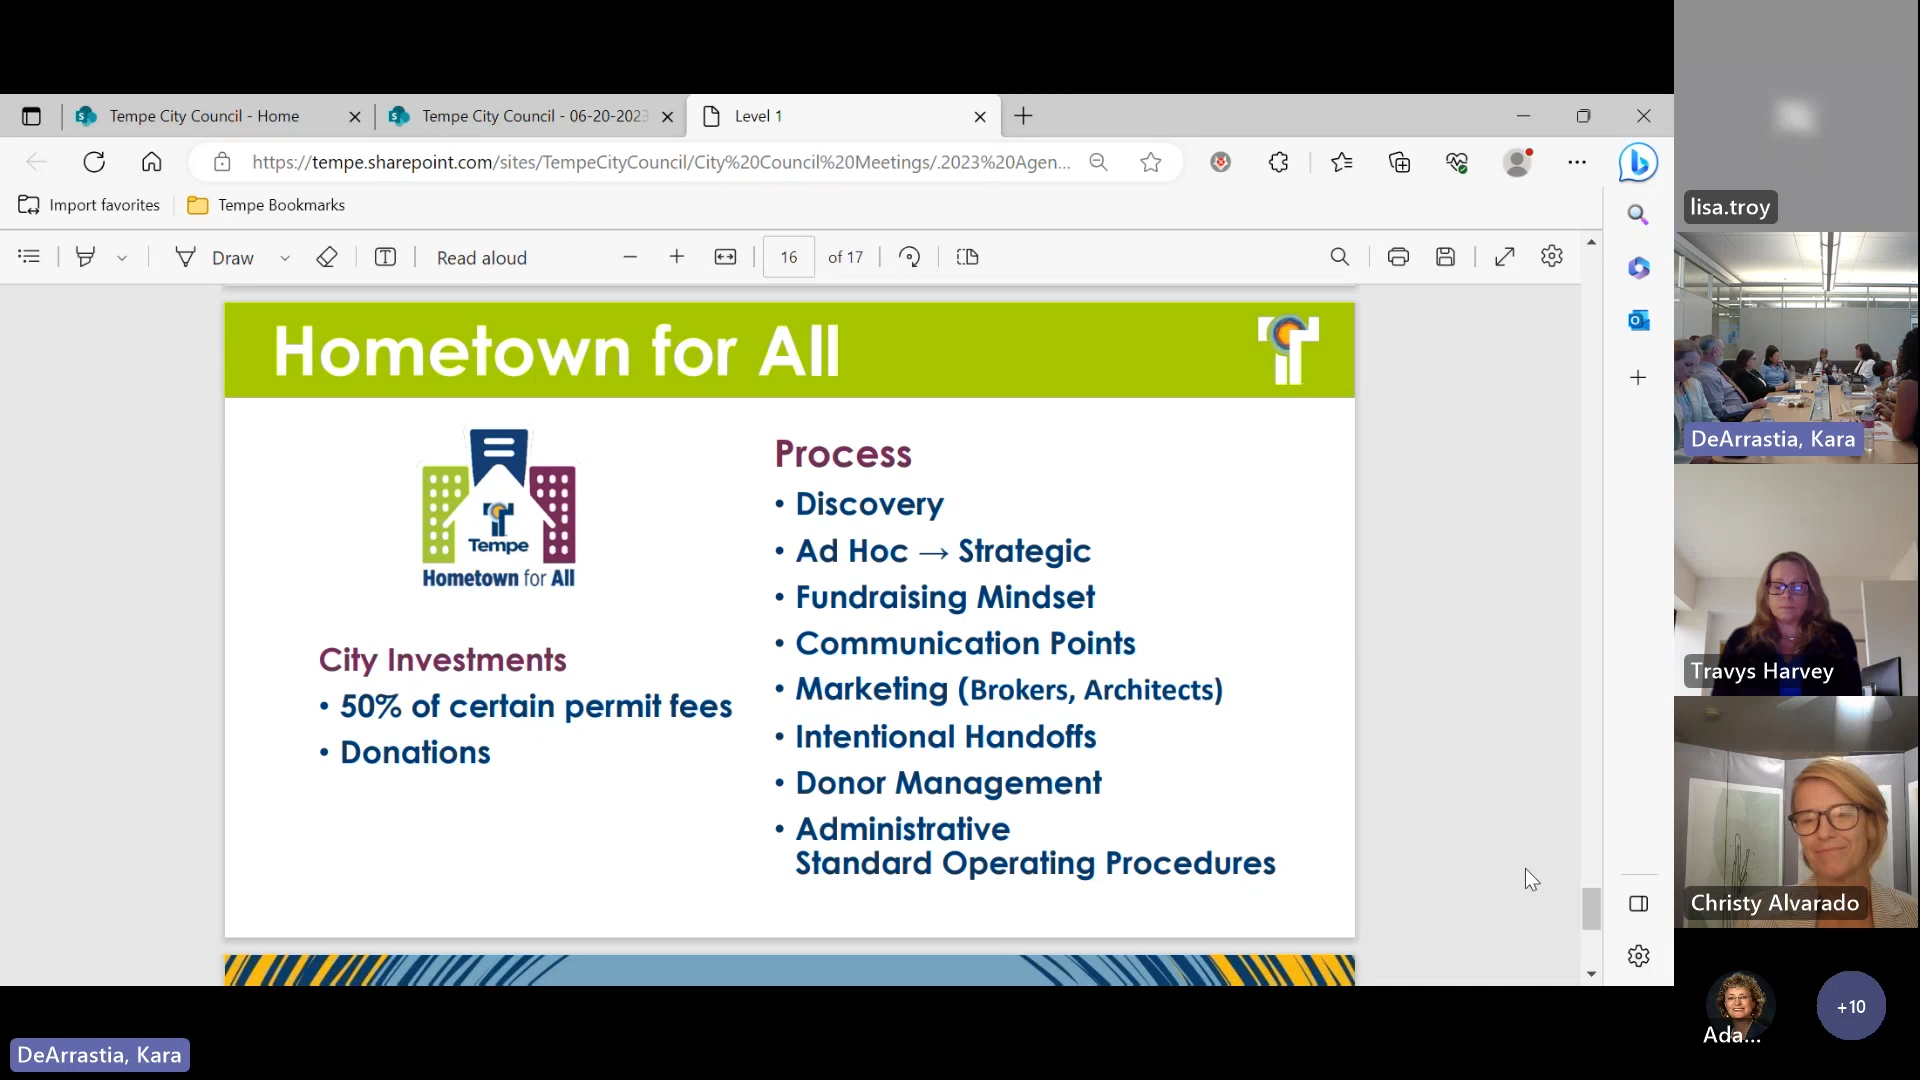 Tempe City Council - Home
Tempe City Council - 06-20-2023
Level 1
https://tempe.sharepoint.com/sites/TempeCityCouncil/City%20Council%20Meetings/.2023%20Agen...
Import favorites
Tempe Bookmarks
Draw
Read aloud
16 of 17
Hometown for All
Tempe
Hometown for All
City Investments
• 50% of certain permit fees
• Donations
Process
• Discovery
• Ad Hoc → Strategic
• Fundraising Mindset
• Communication Points
• Marketing (Brokers, Architects)
• Intentional Handoffs
• Donor Management
• Administrative
Standard Operating Procedures
lisa.troy
DeArrastia, Kara
Travys Harvey
Christy Alvarado
Ada...
+10
DeArrastia, Kara